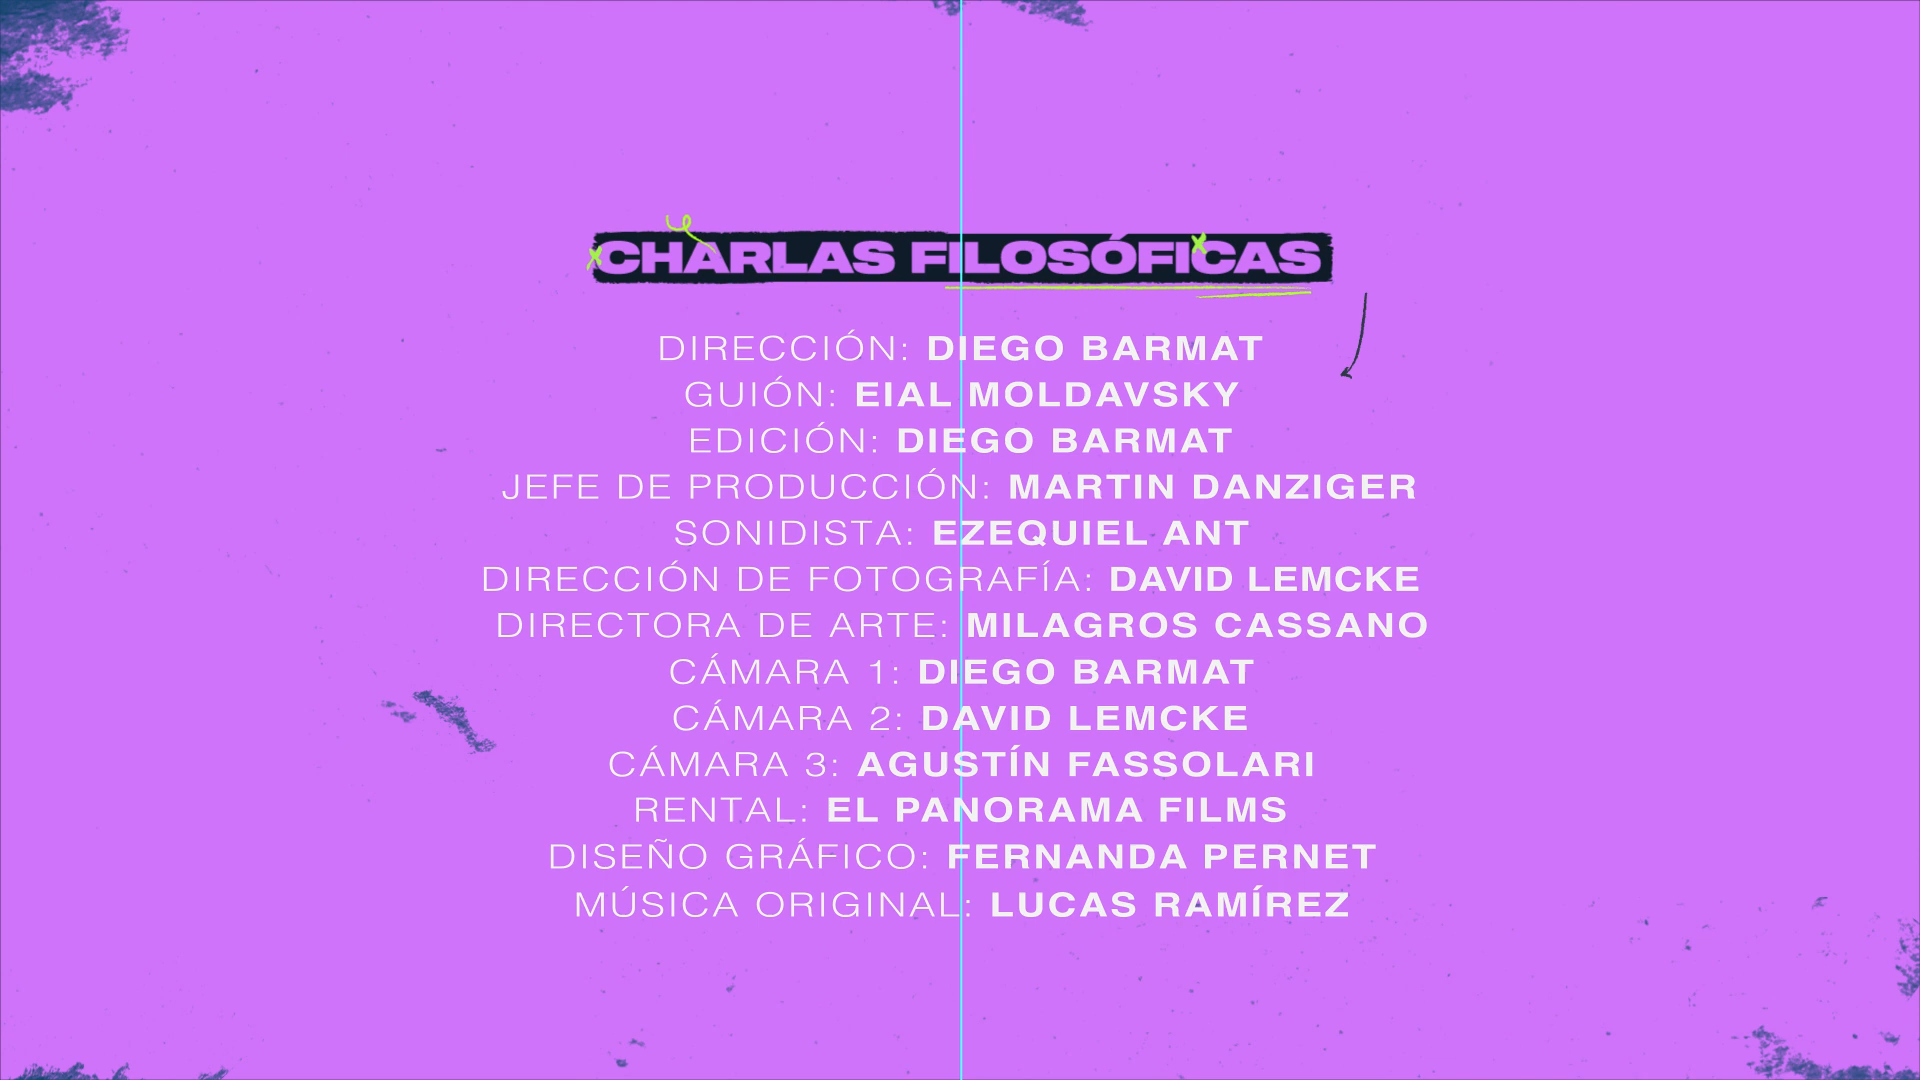 CHARLAS FILOSÓFICAS
DIRECCIÓN: DIEGO BARMAT
GUIÓN: EIAL MOLDAVSKY
EDICIÓN: DIEGO BARMAT
JEFE DE PRODUCCIÓN: MARTIN DANZIGER
SONIDISTA: EZEQUIEL ANT
DIRECCIÓN DE FOTOGRAFÍA: DAVID LEMCKE
DIRECTORA DE ARTE: MILAGROS CASSANO
CÁMARA 1: DIEGO BARMAT
CÁMARA 2: DAVID LEMCKE
CÁMARA 3: AGUSTÍN FASSOLARI
RENTAL: EL PANORAMA FILMS
DISEÑO GRÁFICO: FERNANDA PERNET
MÚSICA ORIGINAL: LUCAS RAMÍREZ